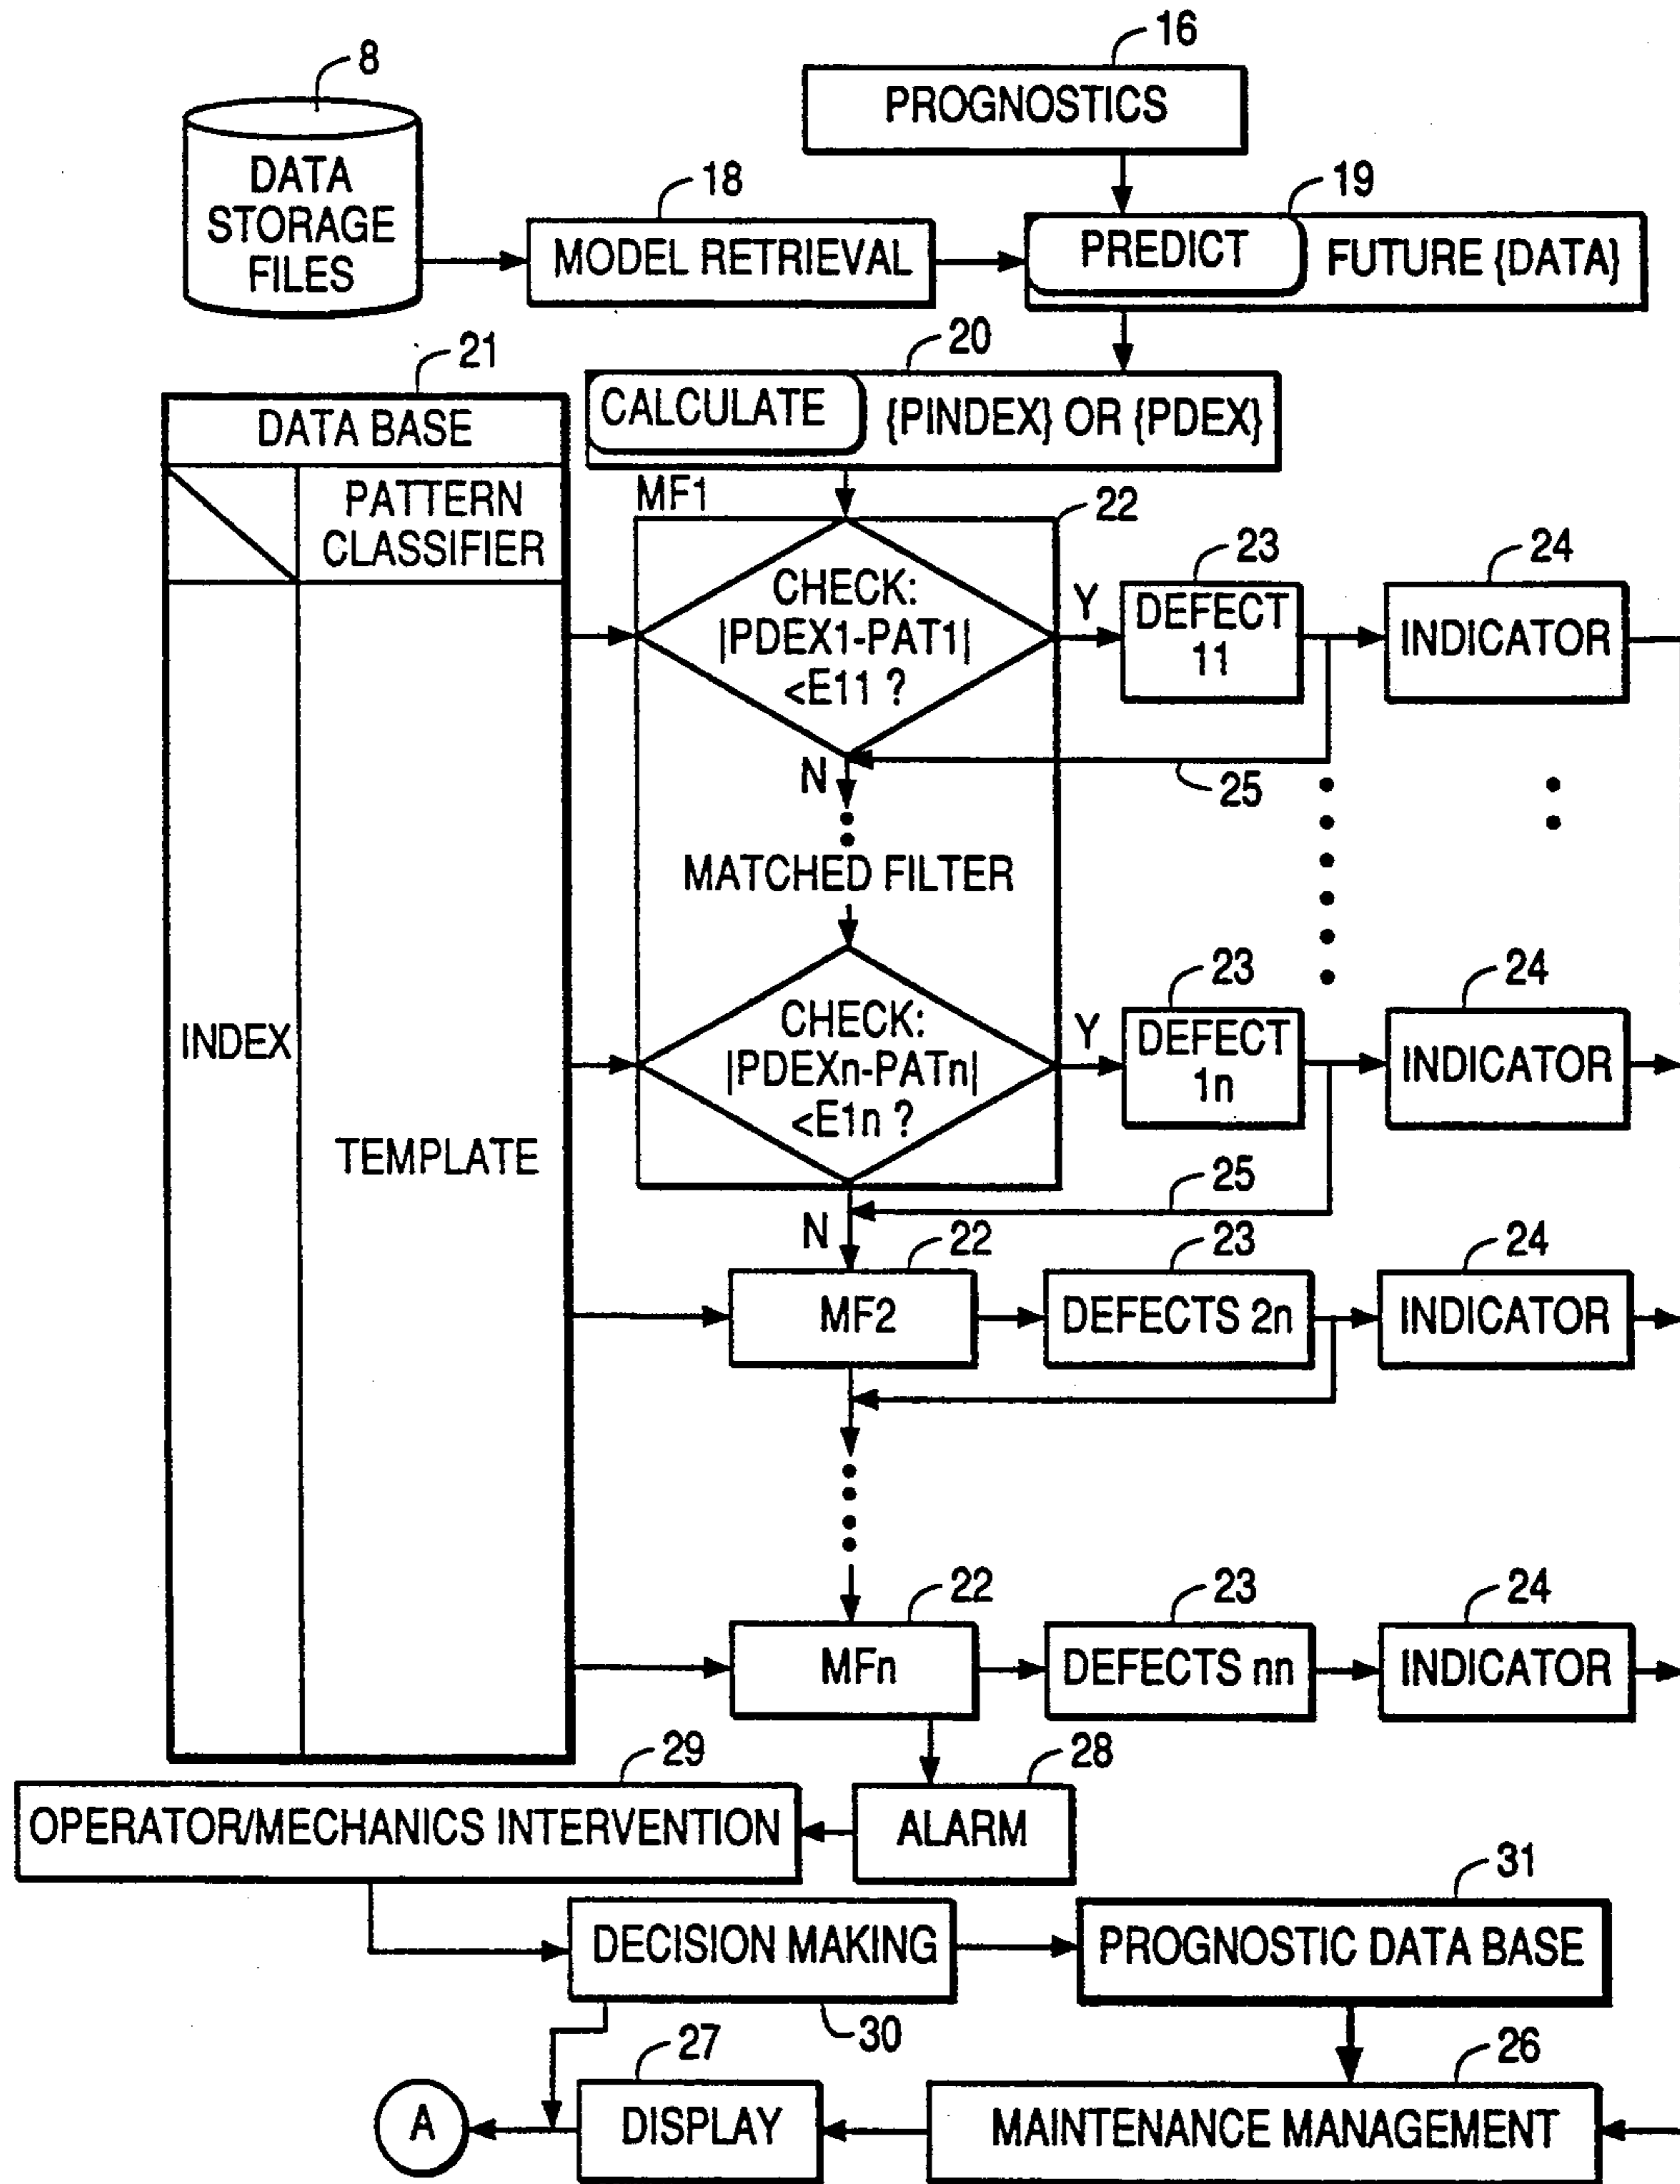 8
16
PROGNOSTICS
DATA
STORAGE
FILES
18
MODEL RETRIEVAL
19
PREDICT
FUTURE {DATA}
21
20
CALCULATE
{PINDEX} OR {PDEX}
DATA BASE
PATTERN
CLASSIFIER
INDEX
TEMPLATE
MF1
22
CHECK:
|PDEX1-PAT1|
<E11 ?
Y
23
DEFECT
11
24
INDICATOR
N
25
MATCHED FILTER
CHECK:
|PDEXn-PATn|
<E1n ?
Y
23
DEFECT
1n
24
INDICATOR
25
N
22
MF2
23
DEFECTS 2n
24
INDICATOR
22
MFn
23
DEFECTS nn
24
INDICATOR
29
OPERATOR/MECHANICS INTERVENTION
28
ALARM
DECISION MAKING
30
31
PROGNOSTIC DATA BASE
A
27
DISPLAY
26
MAINTENANCE MANAGEMENT